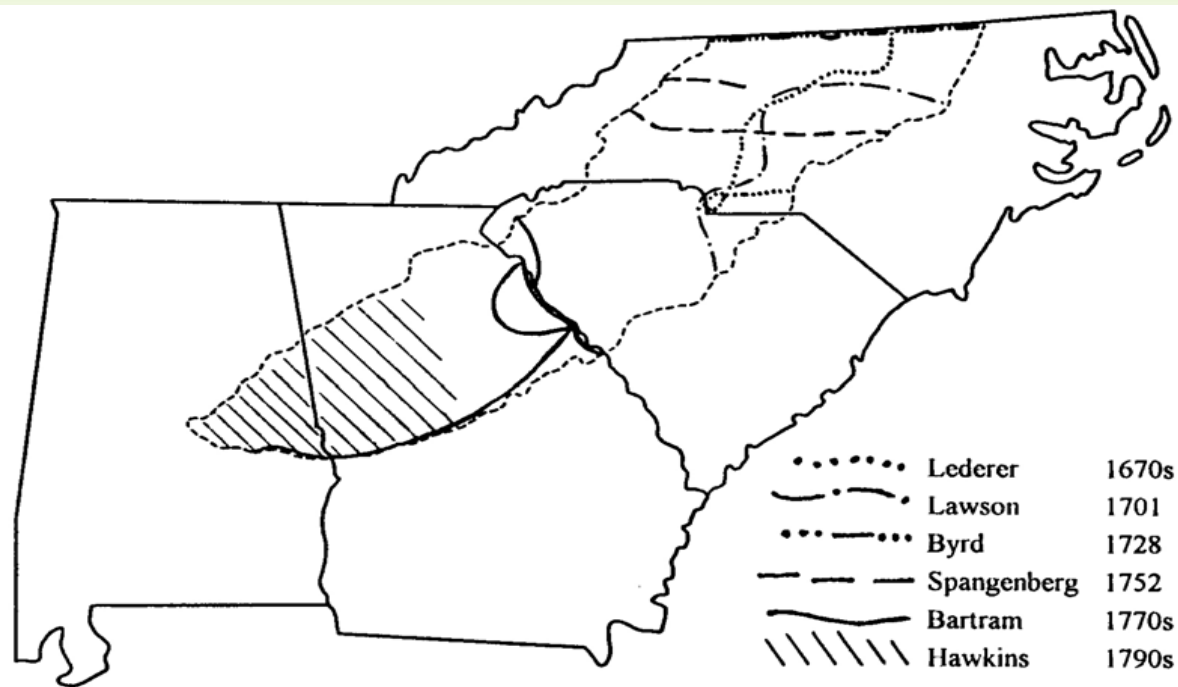 Lederer 1670s
Lawson 1701
Byrd 1728
Spangenberg 1752
Bartram 1770s
Hawkins 1790s